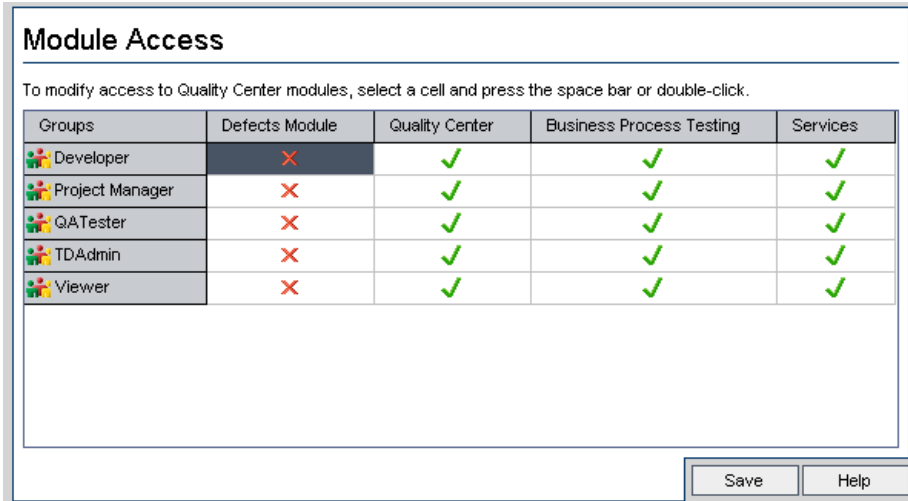 Module Access
To modify access to Quality Center modules, select a cell and press the space bar or double-click.
Groups Defects Module Quality Center Business Process Testing Services
Developer
Project Manager
QATester
TDAdmin
Viewer
Save Help